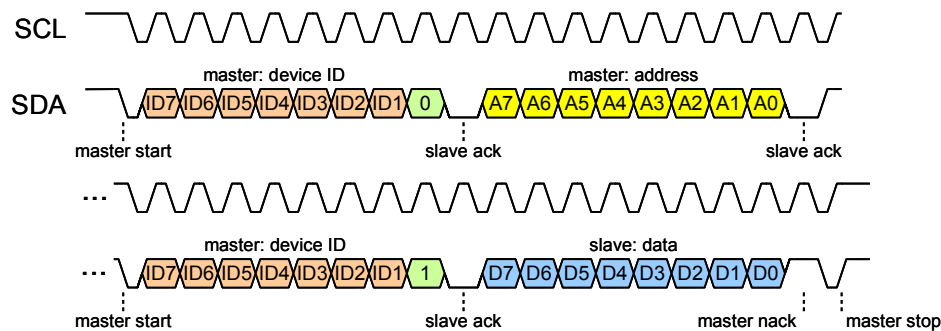 SCL
master: device ID master: address
SDA ID7 ID6 ID5 ID4 ID3 ID2 ID1 0 A7 A6 A5 A4 A3 A2 A1 A0
master start slave ack slave ack
...
master: device ID slave: data
... ID7 ID6 ID5 ID4 ID3 ID2 ID1 1 D7 D6 D5 D4 D3 D2 D1 D0
master start slave ack master nack master stop